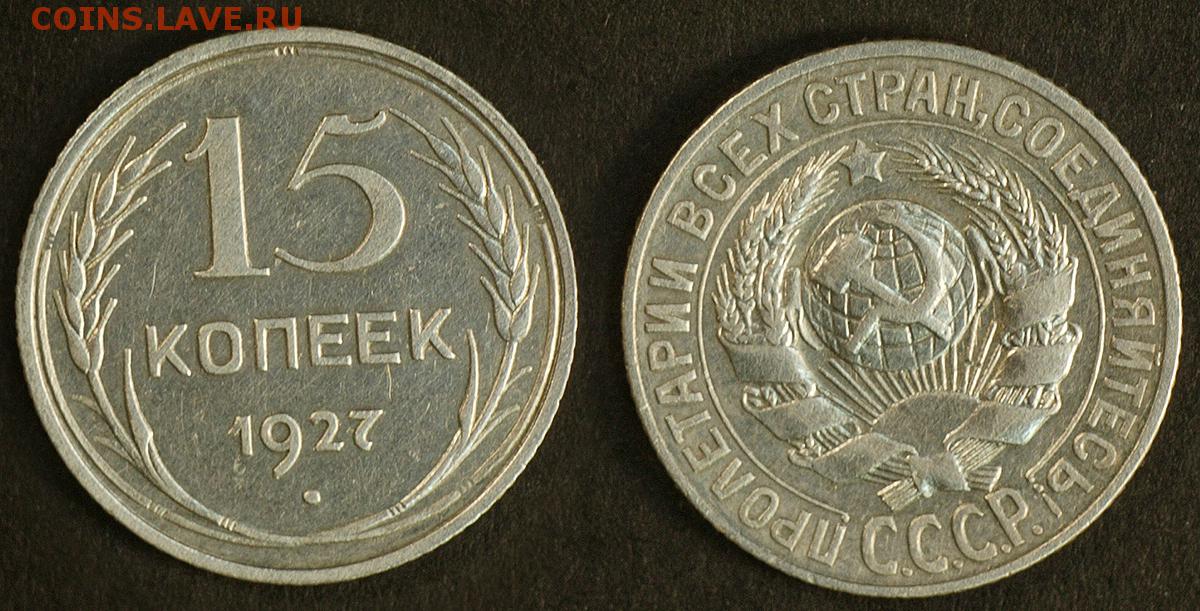 COINS.LAVE.RU
15
КОПЕЕК
1927
ПРОЛЕТАРИИ ВСЕХ СТРАН, СОЕДИНЯЙТЕСЬ!
С.С.С.Р.